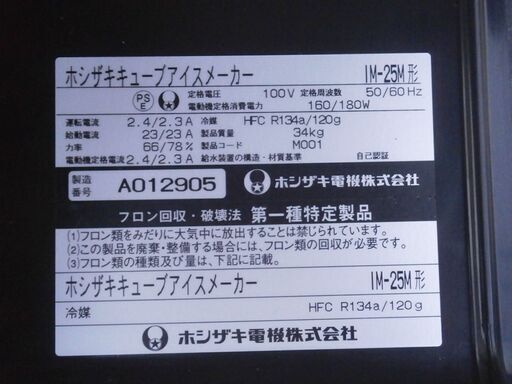 ホシザキキューブアイスメーカー IM-25M形
PSE 定格電圧 100V 定格周波数 50/60Hz
電動機定格消費電力 160/180W
運転電流 2.4/2.3A 冷媒 HFC R134a/120g
始動電流 23/23A 製品質量 34kg
力率 66/78% 製品コード M001
電動機定格電流 2.4/2.3A 給水装置の構造・材質基準 自己認証
製造番号 A012905 ホシザキ電機株式会社
フロン回収・破壊法 第一種特定製品
(1)フロン類をみだりに大気中に放出することは禁じられています。
(2)この製品を廃棄・整備する場合には、フロン類の回収が必要です。
(3)フロン類の種類及び量は、下記に記載。
ホシザキキューブアイスメーカー IM-25M形
冷媒 HFC R134a/120g
ホシザキ電機株式会社